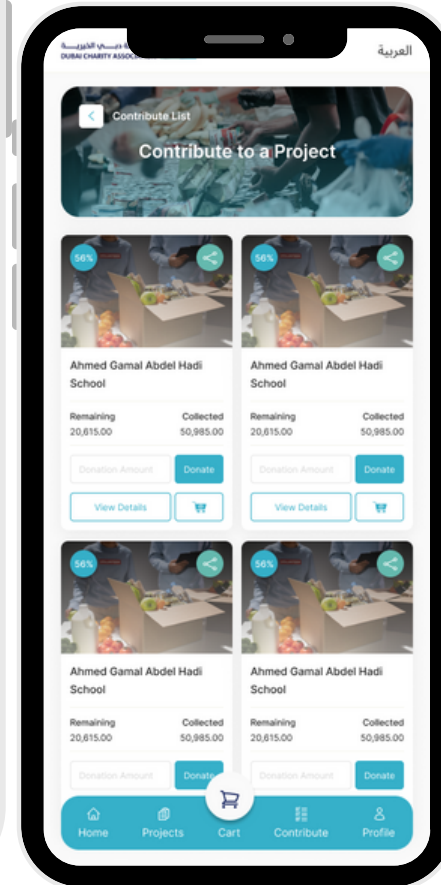 العربية
DUBAI CHARITY
Contribute List
Contribute to a Project
56%
56%
Ahmed Gamal Abdel Hadi
School
Ahmed Gamal Abdel Hadi
School
Remaining Collected
20,615.00 50,985.00
Remaining Collected
20,615.00 50,985.00
Donation Amount Donate
Donation Amount Donate
View Details
View Details
56%
56%
Ahmed Gamal Abdel Hadi
School
Ahmed Gamal Abdel Hadi
School
Remaining Collected
20,615.00 50,985.00
Remaining Collected
20,615.00 50,985.00
Donation Amount Donate
Donation Amount Donate
Home Projects Cart Contribute Profile